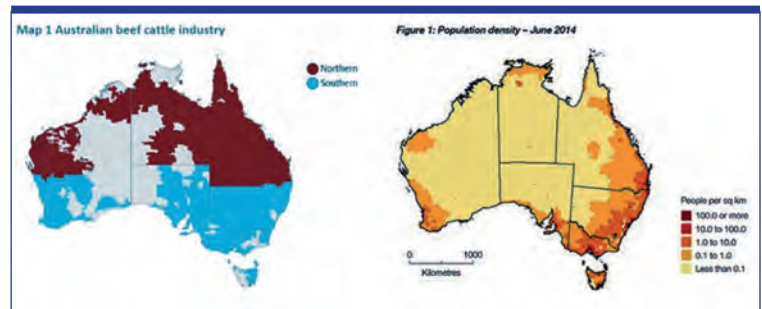 Map 1 Australian beef cattle industry
Northern
Southern
Figure 1: Population density – June 2014
People per sq km
100.0 or more
10.0 to 100.0
1.0 to 10.0
0.1 to 1.0
Less than 0.1
0 1000
Kilometres